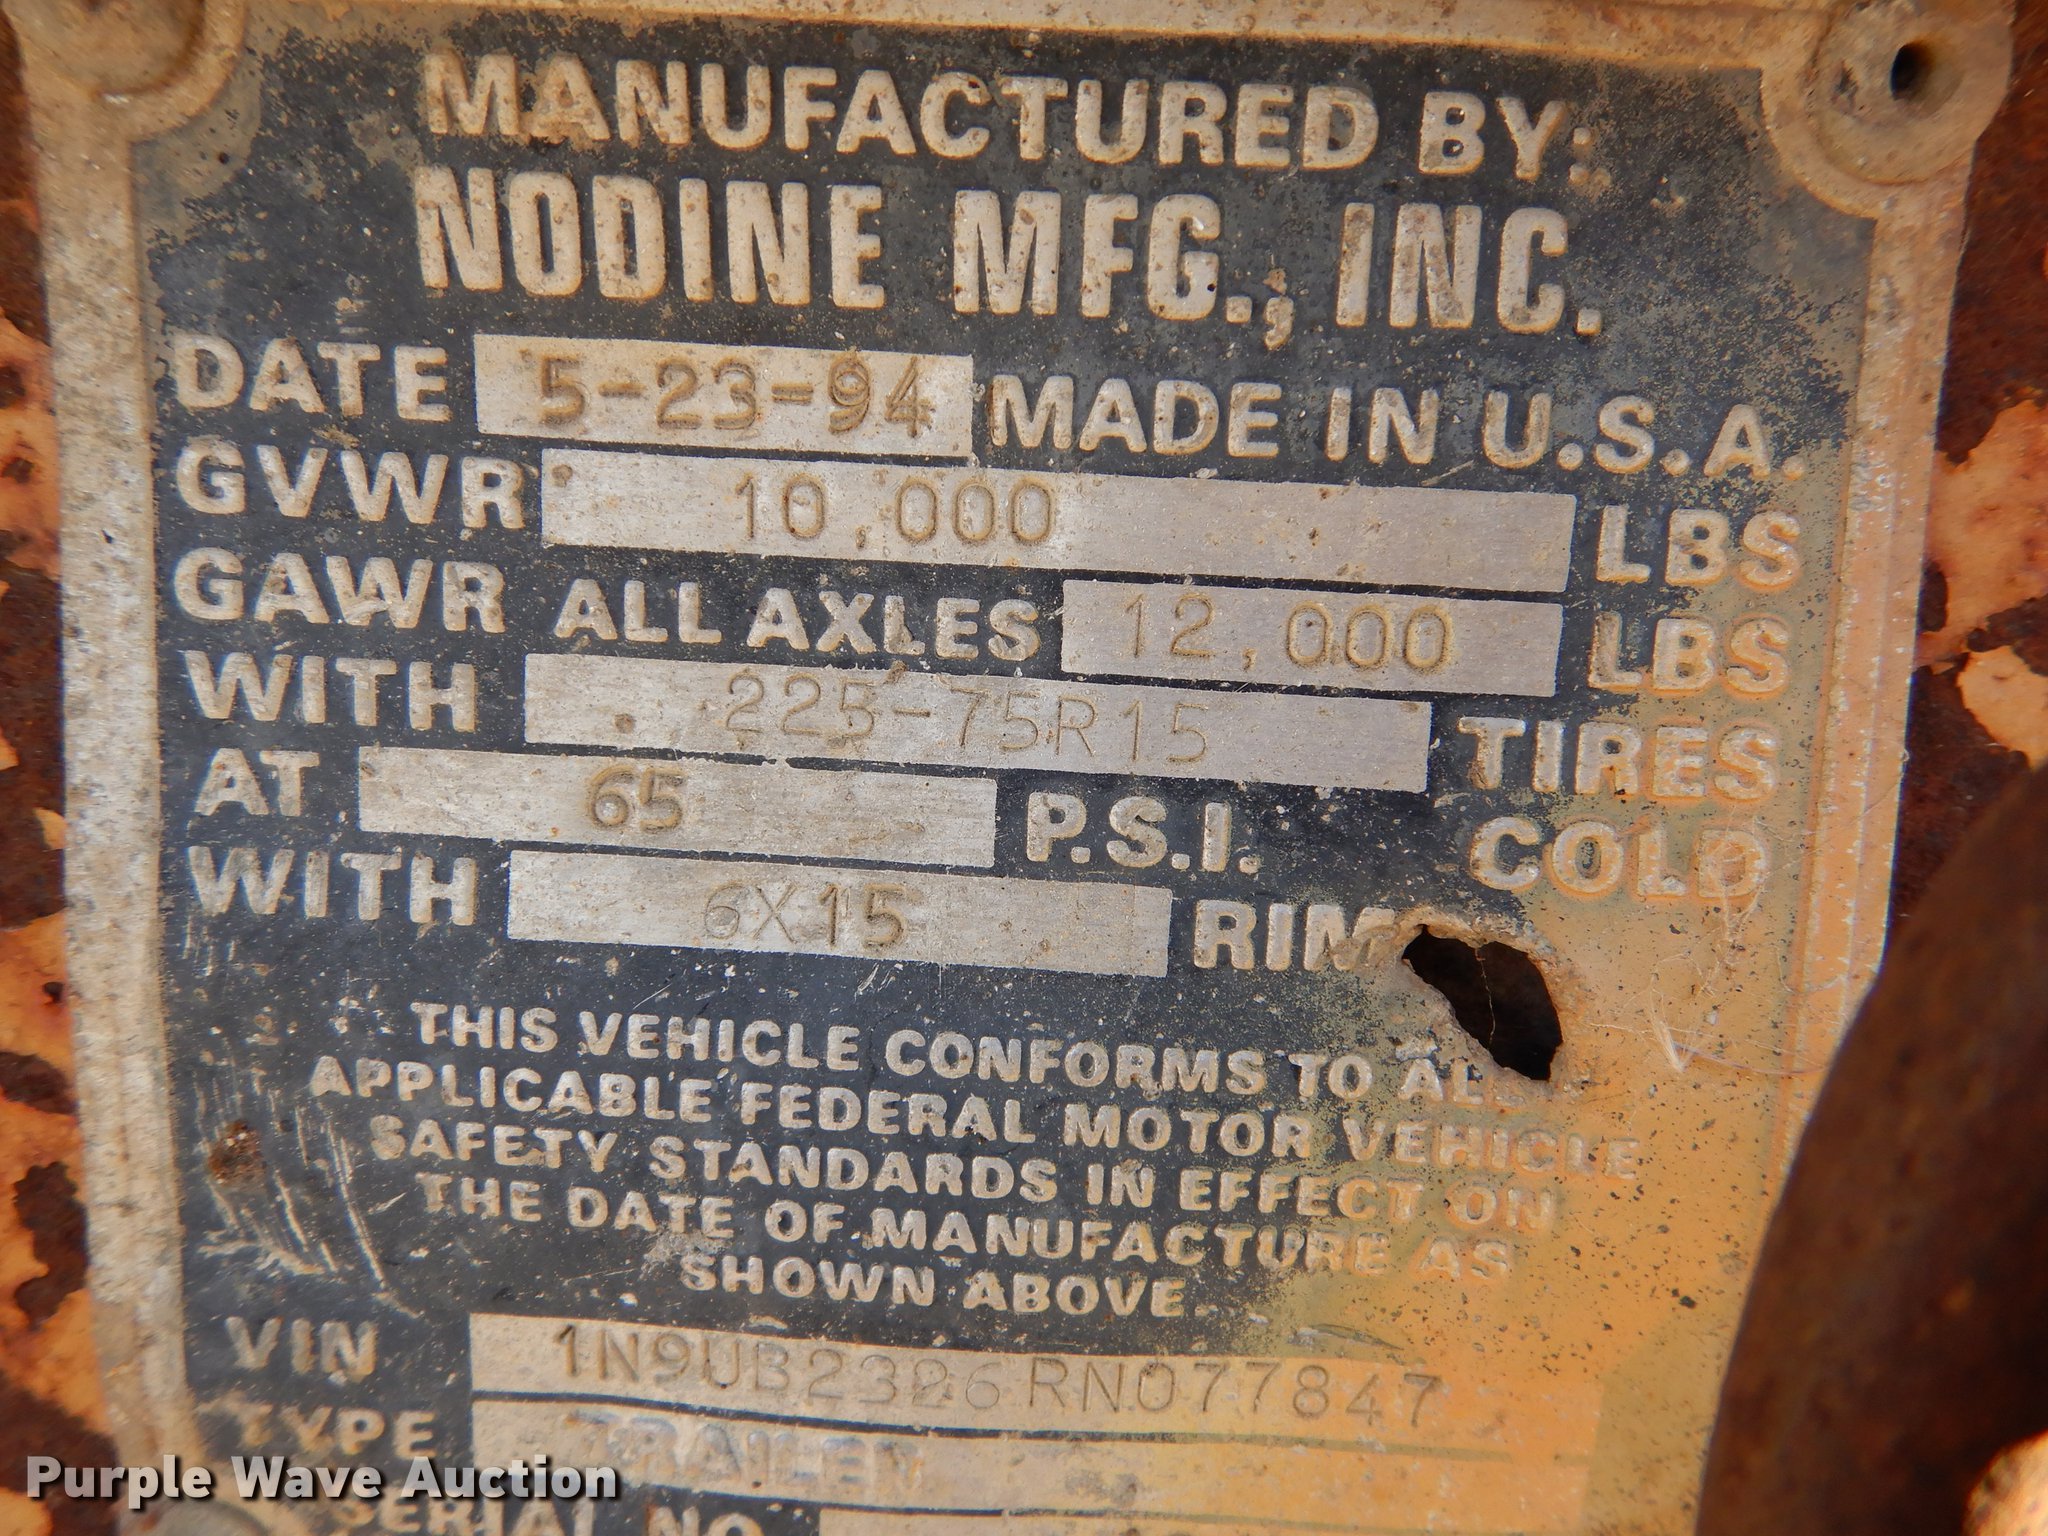 MANUFACTURED BY:
NODINE MFG., INC.
DATE 5-23-94 MADE IN U.S.A.
GVWR 10,000 LBS
GAWR ALL AXLES 12,000 LBS
WITH 225-75R15 TIRES
AT 65 P.S.I. COLD
WITH 6X15 RIM
THIS VEHICLE CONFORMS TO ALL
APPLICABLE FEDERAL MOTOR VEHICLE
SAFETY STANDARDS IN EFFECT ON
THE DATE OF MANUFACTURE AS
SHOWN ABOVE.
VIN 1N9UB2326RN077847
TYPE TRAILER
SERIAL NO.
Purple Wave Auction